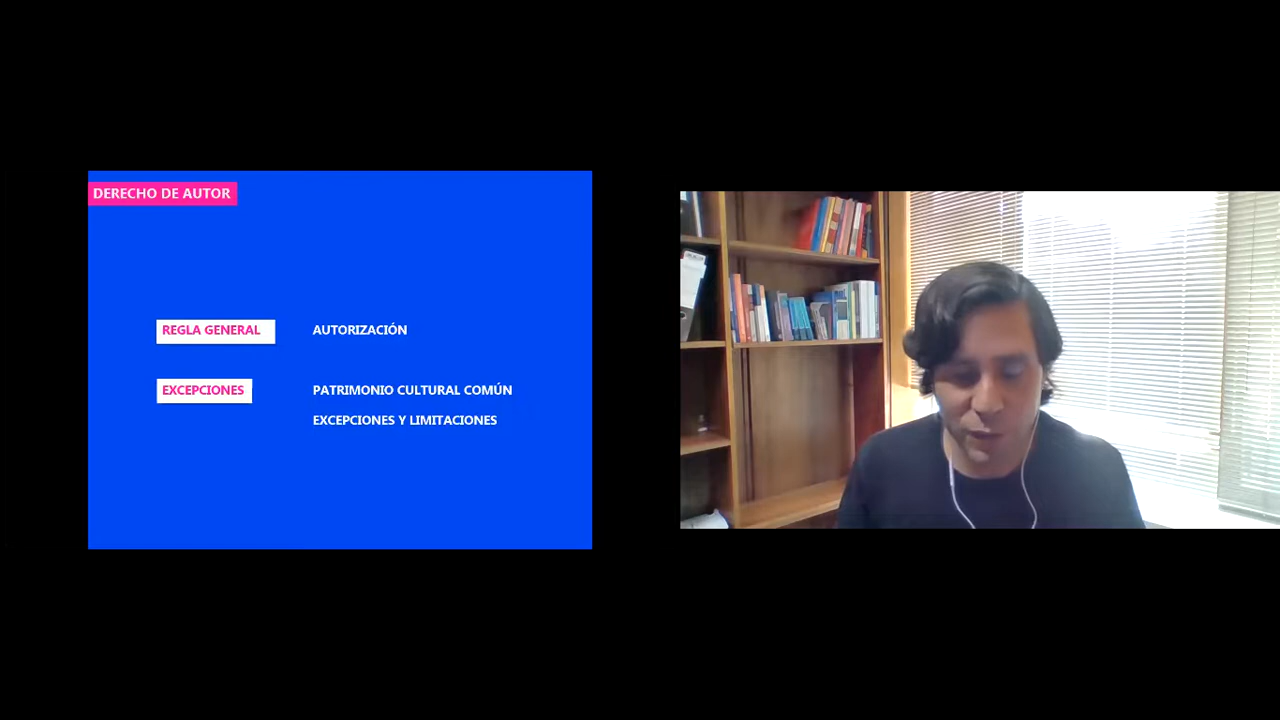 DERECHO DE AUTOR
REGLA GENERAL AUTORIZACIÓN
EXCEPCIONES PATRIMONIO CULTURAL COMÚN
EXCEPCIONES Y LIMITACIONES